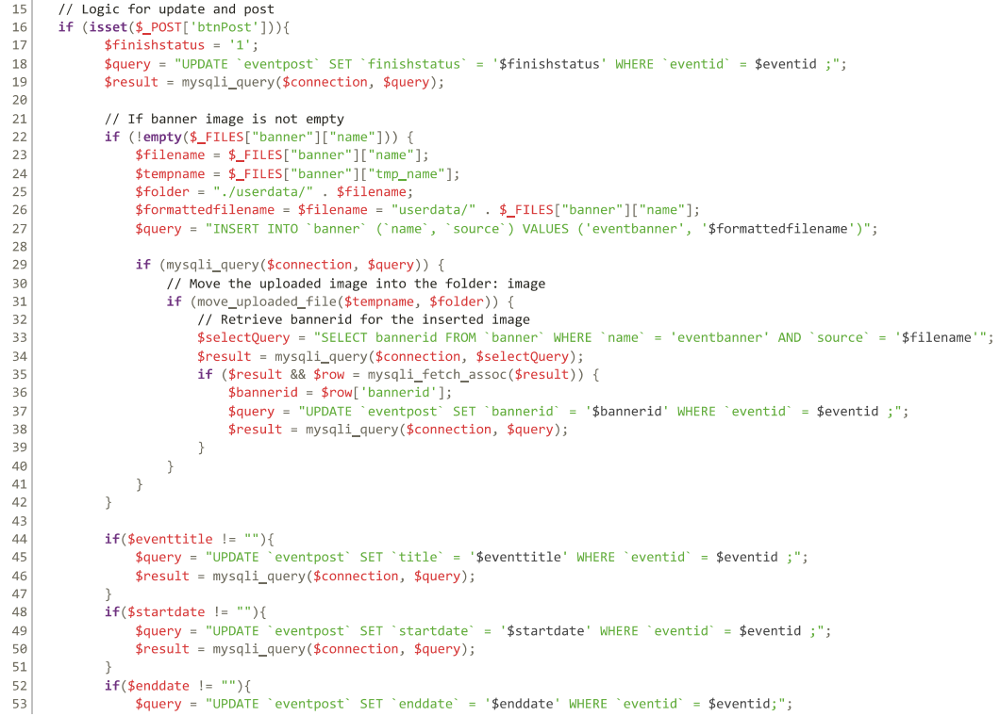 15 // Logic for update and post
16 if (isset($_POST['btnPost'])){
17 $finishstatus = '1';
18 $query = "UPDATE `eventpost` SET `finishstatus` = '$finishstatus' WHERE `eventid` = $eventid ;";
19 $result = mysqli_query($connection, $query);
20
21 // If banner image is not empty
22 if (!empty($_FILES["banner"]["name"])) {
23 $filename = $_FILES["banner"]["name"];
24 $tempname = $_FILES["banner"]["tmp_name"];
25 $folder = "./userdata/" . $filename;
26 $formattedfilename = $filename = "userdata/" . $_FILES["banner"]["name"];
27 $query = "INSERT INTO `banner` (`name`, `source`) VALUES ('eventbanner', '$formattedfilename')";
28
29 if (mysqli_query($connection, $query)) {
30 // Move the uploaded image into the folder: image
31 if (move_uploaded_file($tempname, $folder)) {
32 // Retrieve bannerid for the inserted image
33 $selectQuery = "SELECT bannerid FROM `banner` WHERE `name` = 'eventbanner' AND `source` = '$filename'";
34 $result = mysqli_query($connection, $selectQuery);
35 if ($result && $row = mysqli_fetch_assoc($result)) {
36 $bannerid = $row['bannerid'];
37 $query = "UPDATE `eventpost` SET `bannerid` = '$bannerid' WHERE `eventid` = $eventid ;";
38 $result = mysqli_query($connection, $query);
39 }
40 }
41 }
42 }
43
44 if($eventtitle != ""){
45 $query = "UPDATE `eventpost` SET `title` = '$eventtitle' WHERE `eventid` = $eventid ;";
46 $result = mysqli_query($connection, $query);
47 }
48 if($startdate != ""){
49 $query = "UPDATE `eventpost` SET `startdate` = '$startdate' WHERE `eventid` = $eventid ;";
50 $result = mysqli_query($connection, $query);
51 }
52 if($enddate != ""){
53 $query = "UPDATE `eventpost` SET `enddate` = '$enddate' WHERE `eventid` = $eventid;";